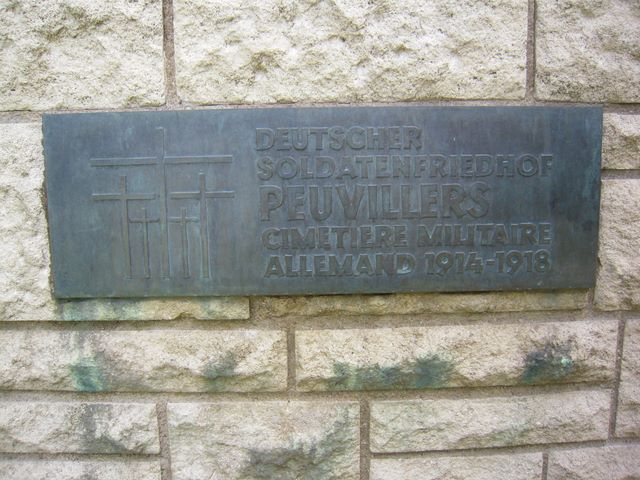 DEUTSCHER
SOLDATENFRIEDHOF
PEUVILLERS
CIMETIERE MILITAIRE
ALLEMAND 1914-1918